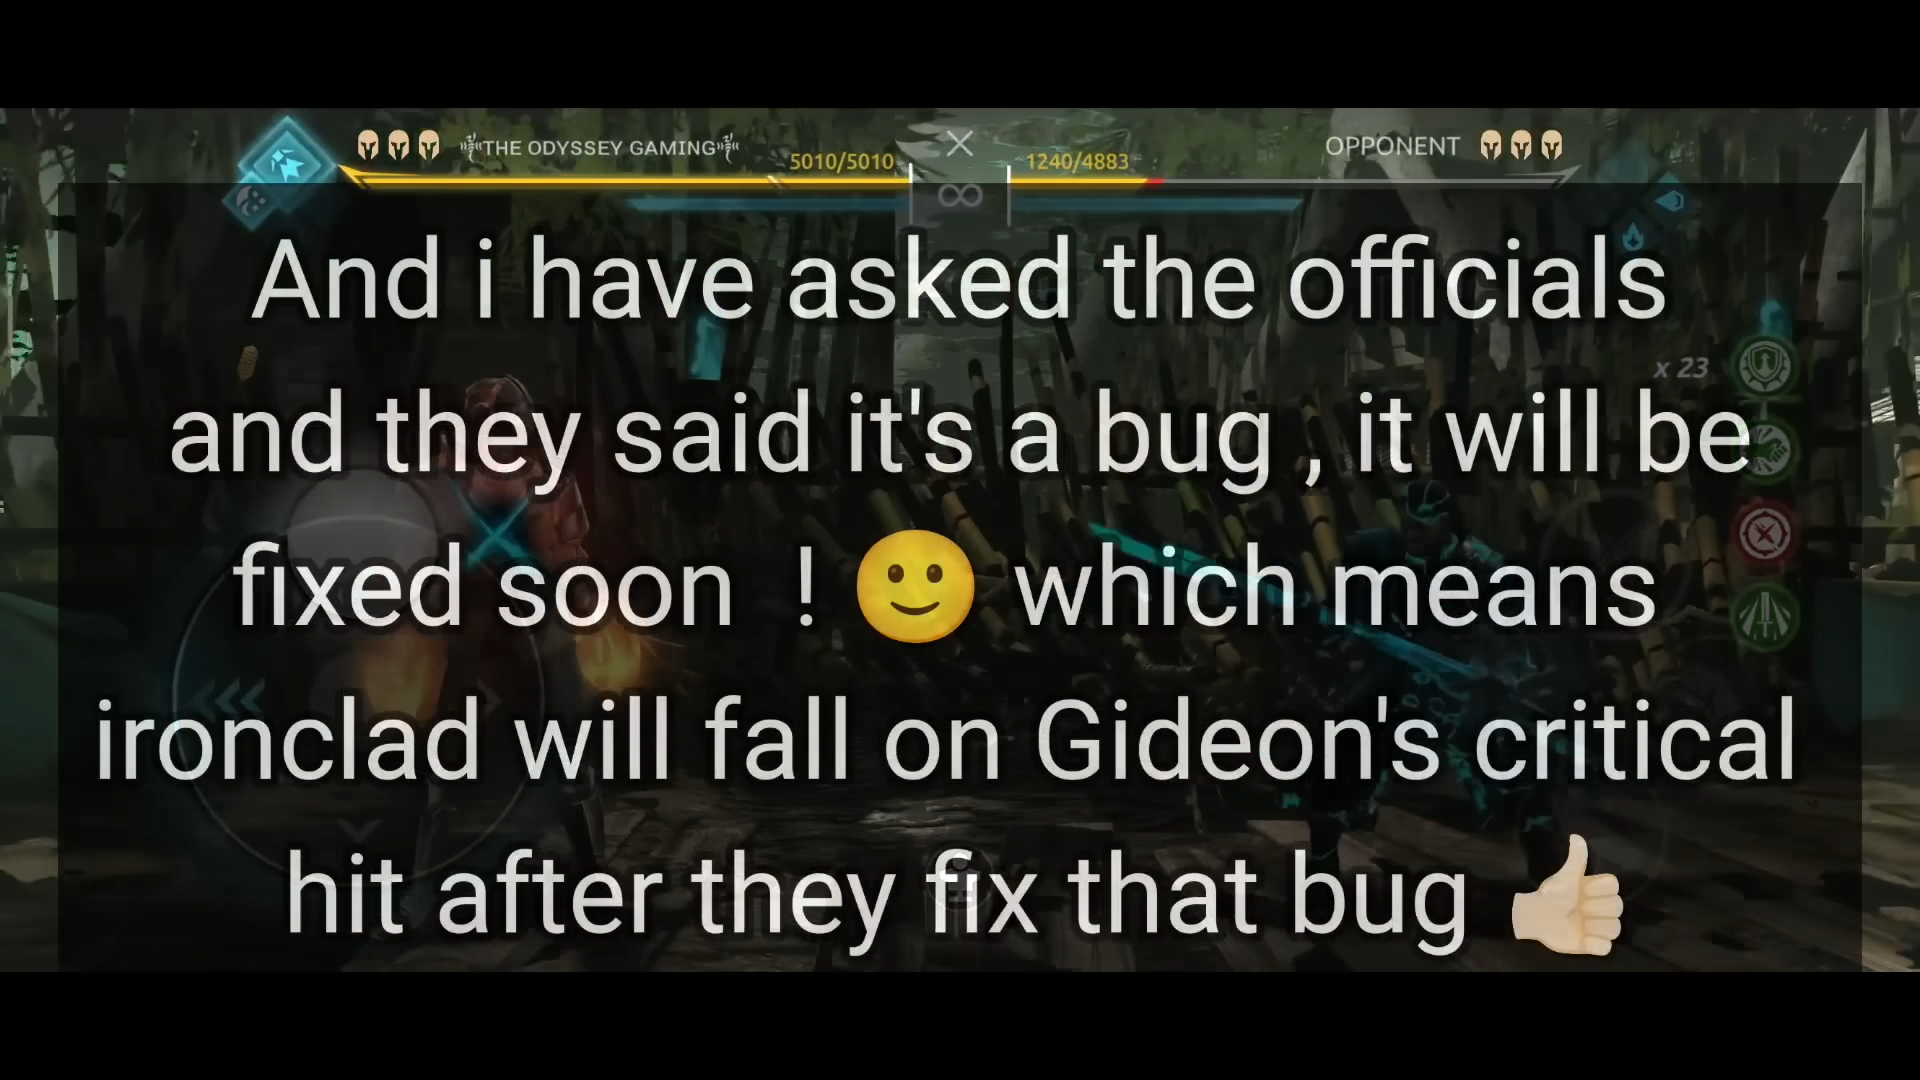 ꧁THE ODYSSEY GAMING꧂
5010/5010
1240/4883
OPPONENT
x 23
And i have asked the officials
and they said it's a bug , it will be
fixed soon ! 🙂 which means
ironclad will fall on Gideon's critical
hit after they fix that bug 👍🏻